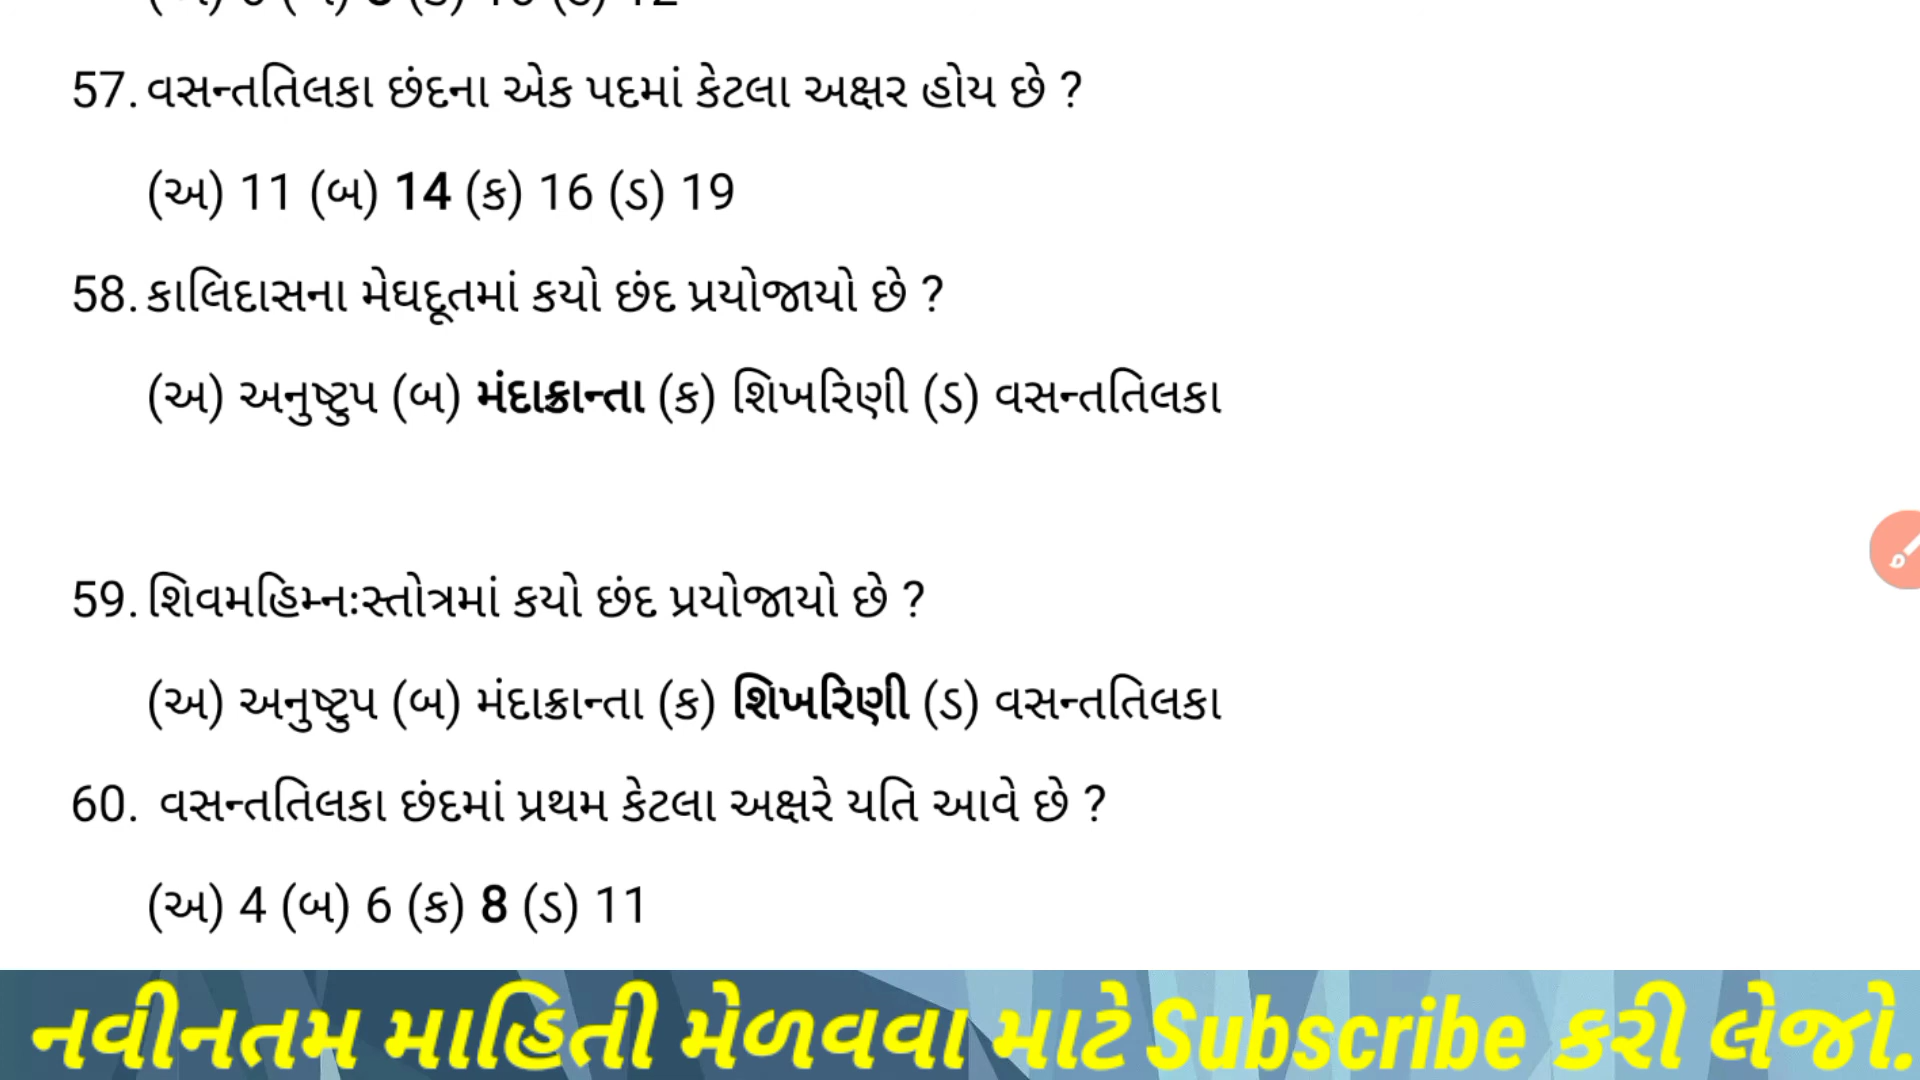 57. વસન્તતિલકા છંદના એક પદમાં કેટલા અક્ષર હોય છે ?
(અ) 11 (બ) 14 (ક) 16 (ડ) 19
58. કાલિદાસના મેઘદૂતમાં કયો છંદ પ્રયોજાયો છે ?
(અ) અનુષ્ટુપ (બ) મંદાક્રાન્તા (ક) શિખરિણી (ડ) વસન્તતિલકા
59. શિવમહિમ્નઃસ્તોત્રમાં કયો છંદ પ્રયોજાયો છે ?
(અ) અનુષ્ટુપ (બ) મંદાક્રાન્તા (ક) શિખરિણી (ડ) વસન્તતિલકા
60. વસન્તતિલકા છંદમાં પ્રથમ કેટલા અક્ષરે યતિ આવે છે ?
(અ) 4 (બ) 6 (ક) 8 (ડ) 11
નવીનતમ માહિતી મેળવવા માટે Subscribe કરી લેજો.